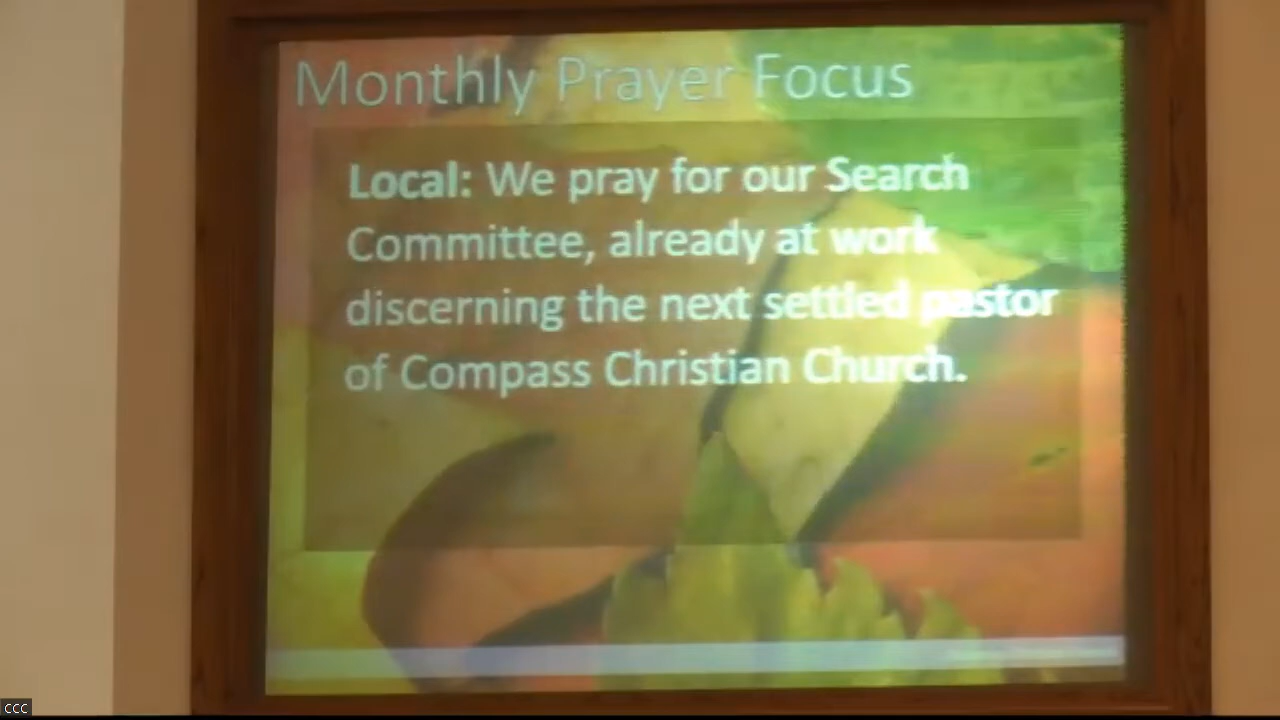 Monthly Prayer Focus
Local: We pray for our Search
Committee, already at work
discerning the next settled pastor
of Compass Christian Church.
ccc